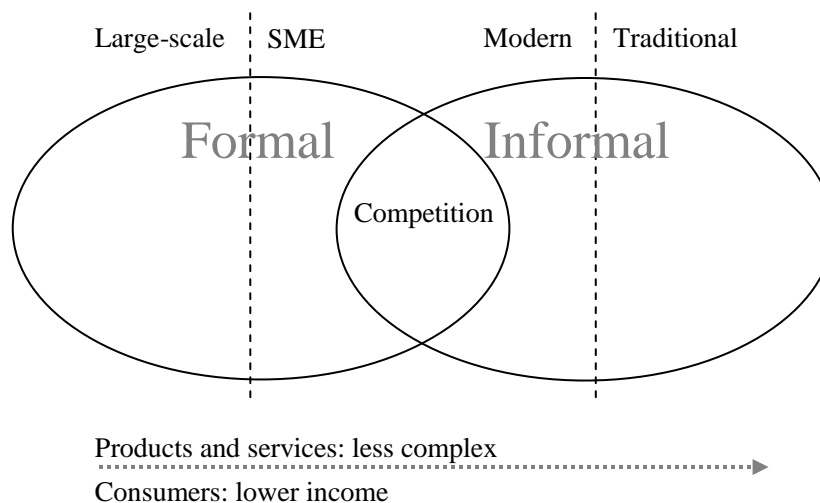 Large-scale SME Modern Traditional
Formal Informal
Competition
Products and services: less complex
Consumers: lower income